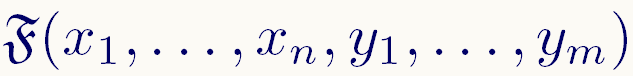 𝔉(x₁, . . . , xₙ, y₁, . . . , yₘ)